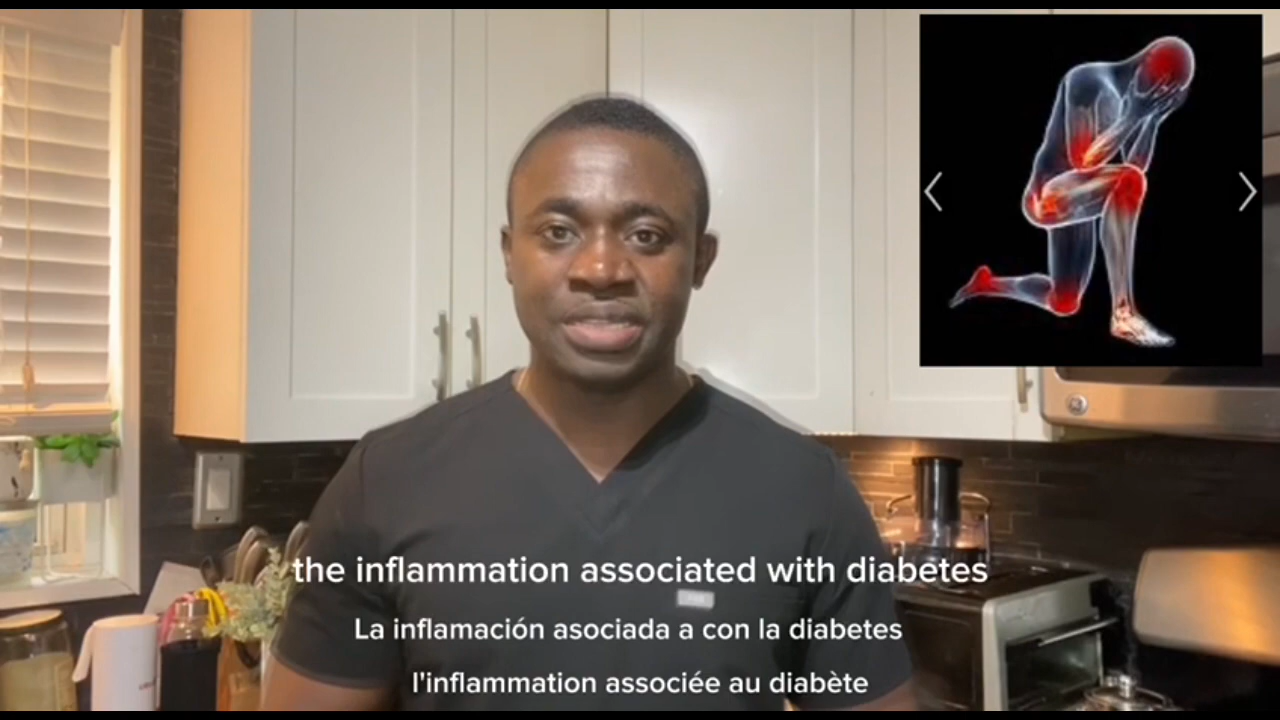 the inflammation associated with diabetes
La inflamación asociada a con la diabetes
l'inflammation associée au diabète